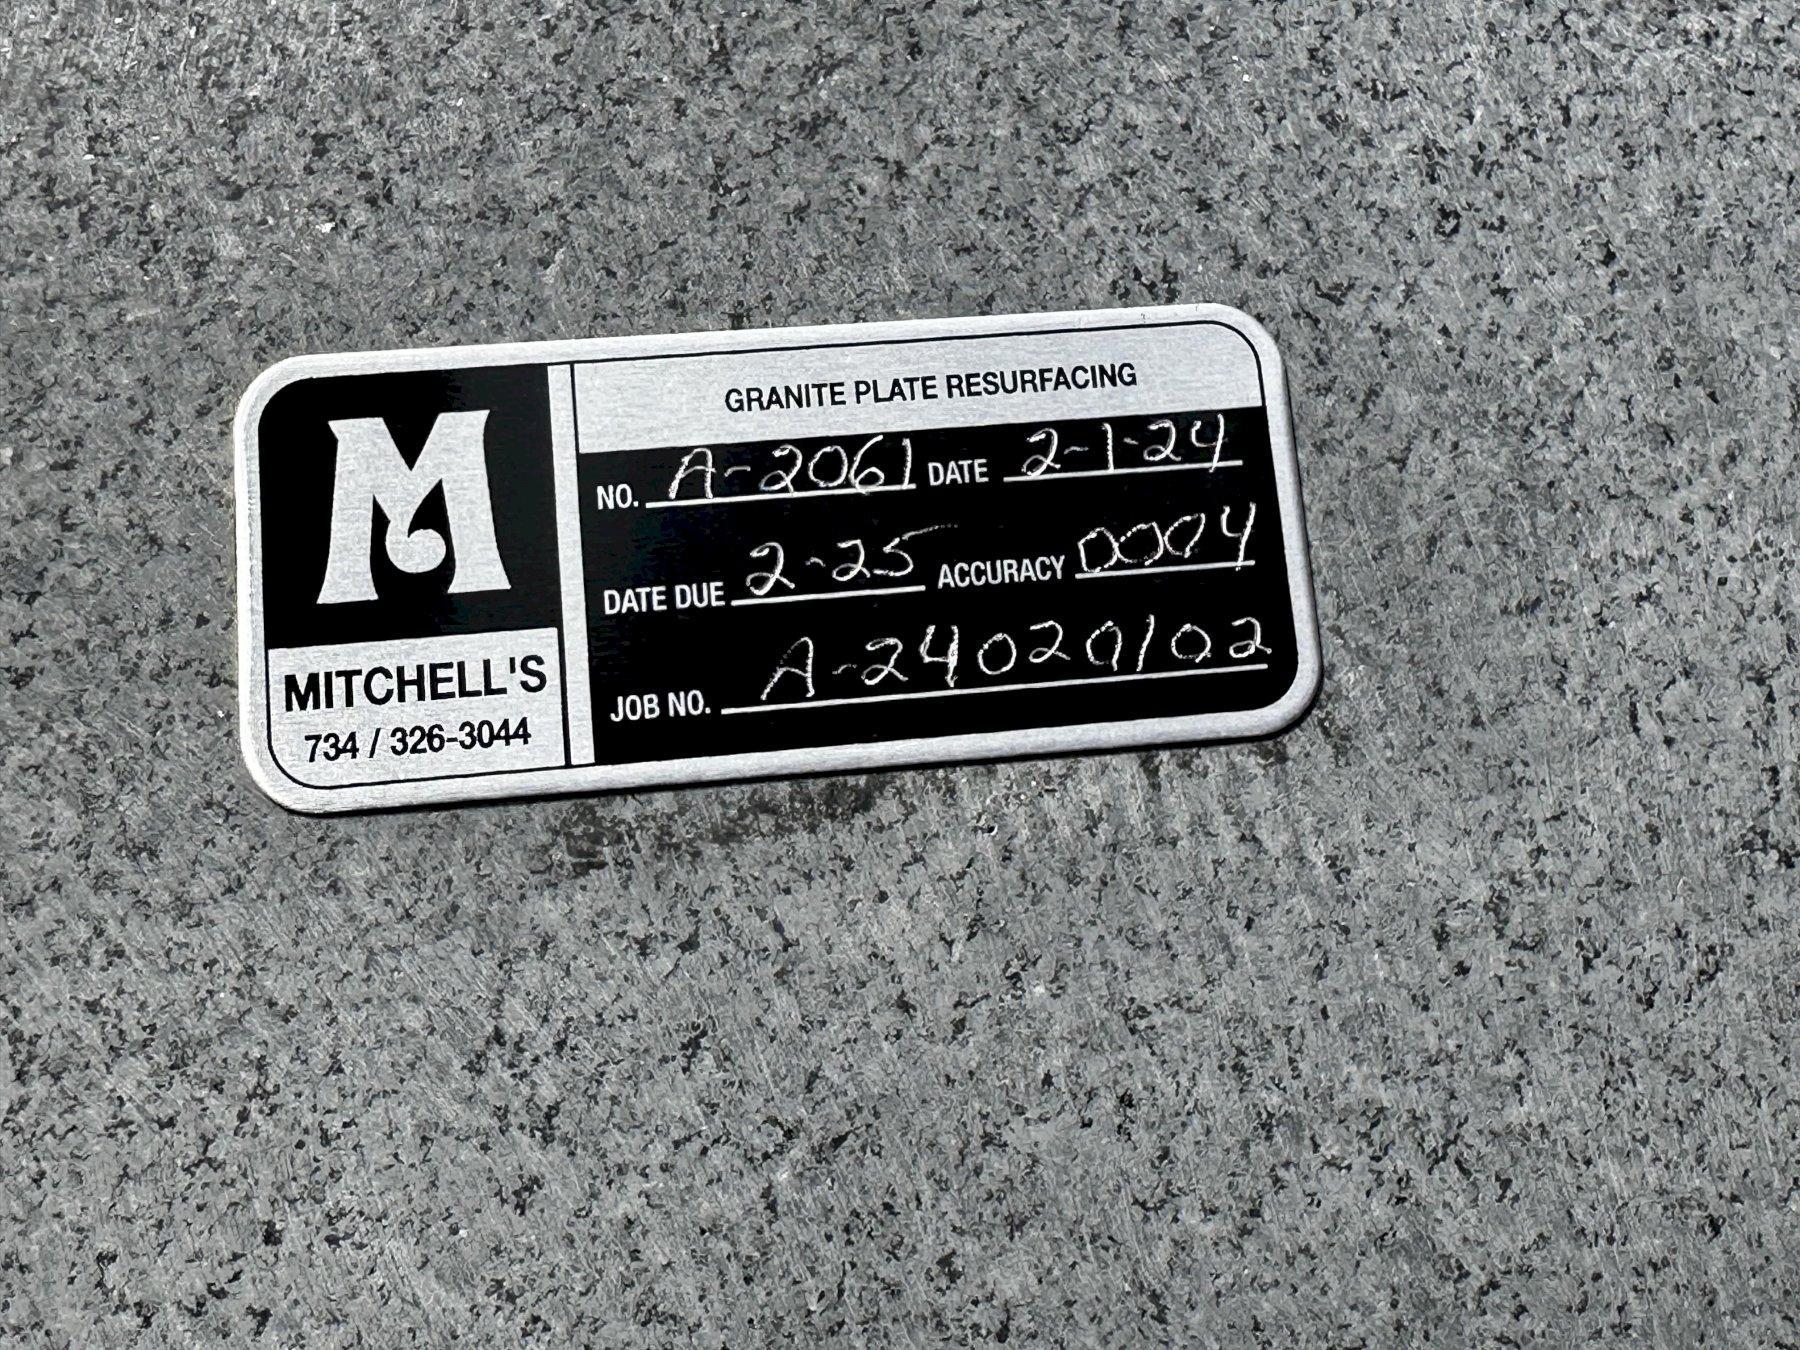 GRANITE PLATE RESURFACING
NO. A-2061 DATE 2-1-24
DATE DUE 2-25 ACCURACY 0004
JOB NO. A-24020102
M
MITCHELL'S
734 / 326-3044